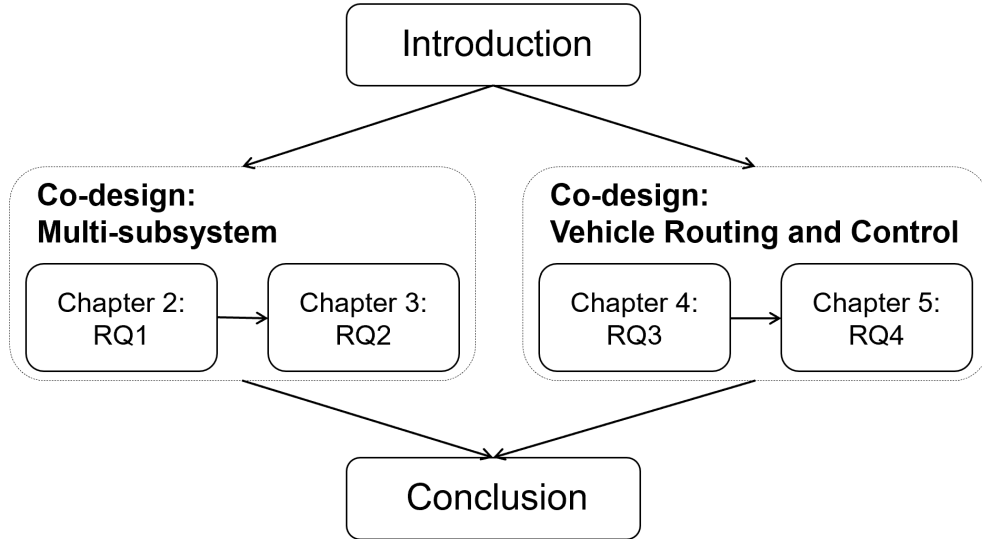 Introduction
Co-design:
Multi-subsystem
Chapter 2:
RQ1
Chapter 3:
RQ2
Co-design:
Vehicle Routing and Control
Chapter 4:
RQ3
Chapter 5:
RQ4
Conclusion